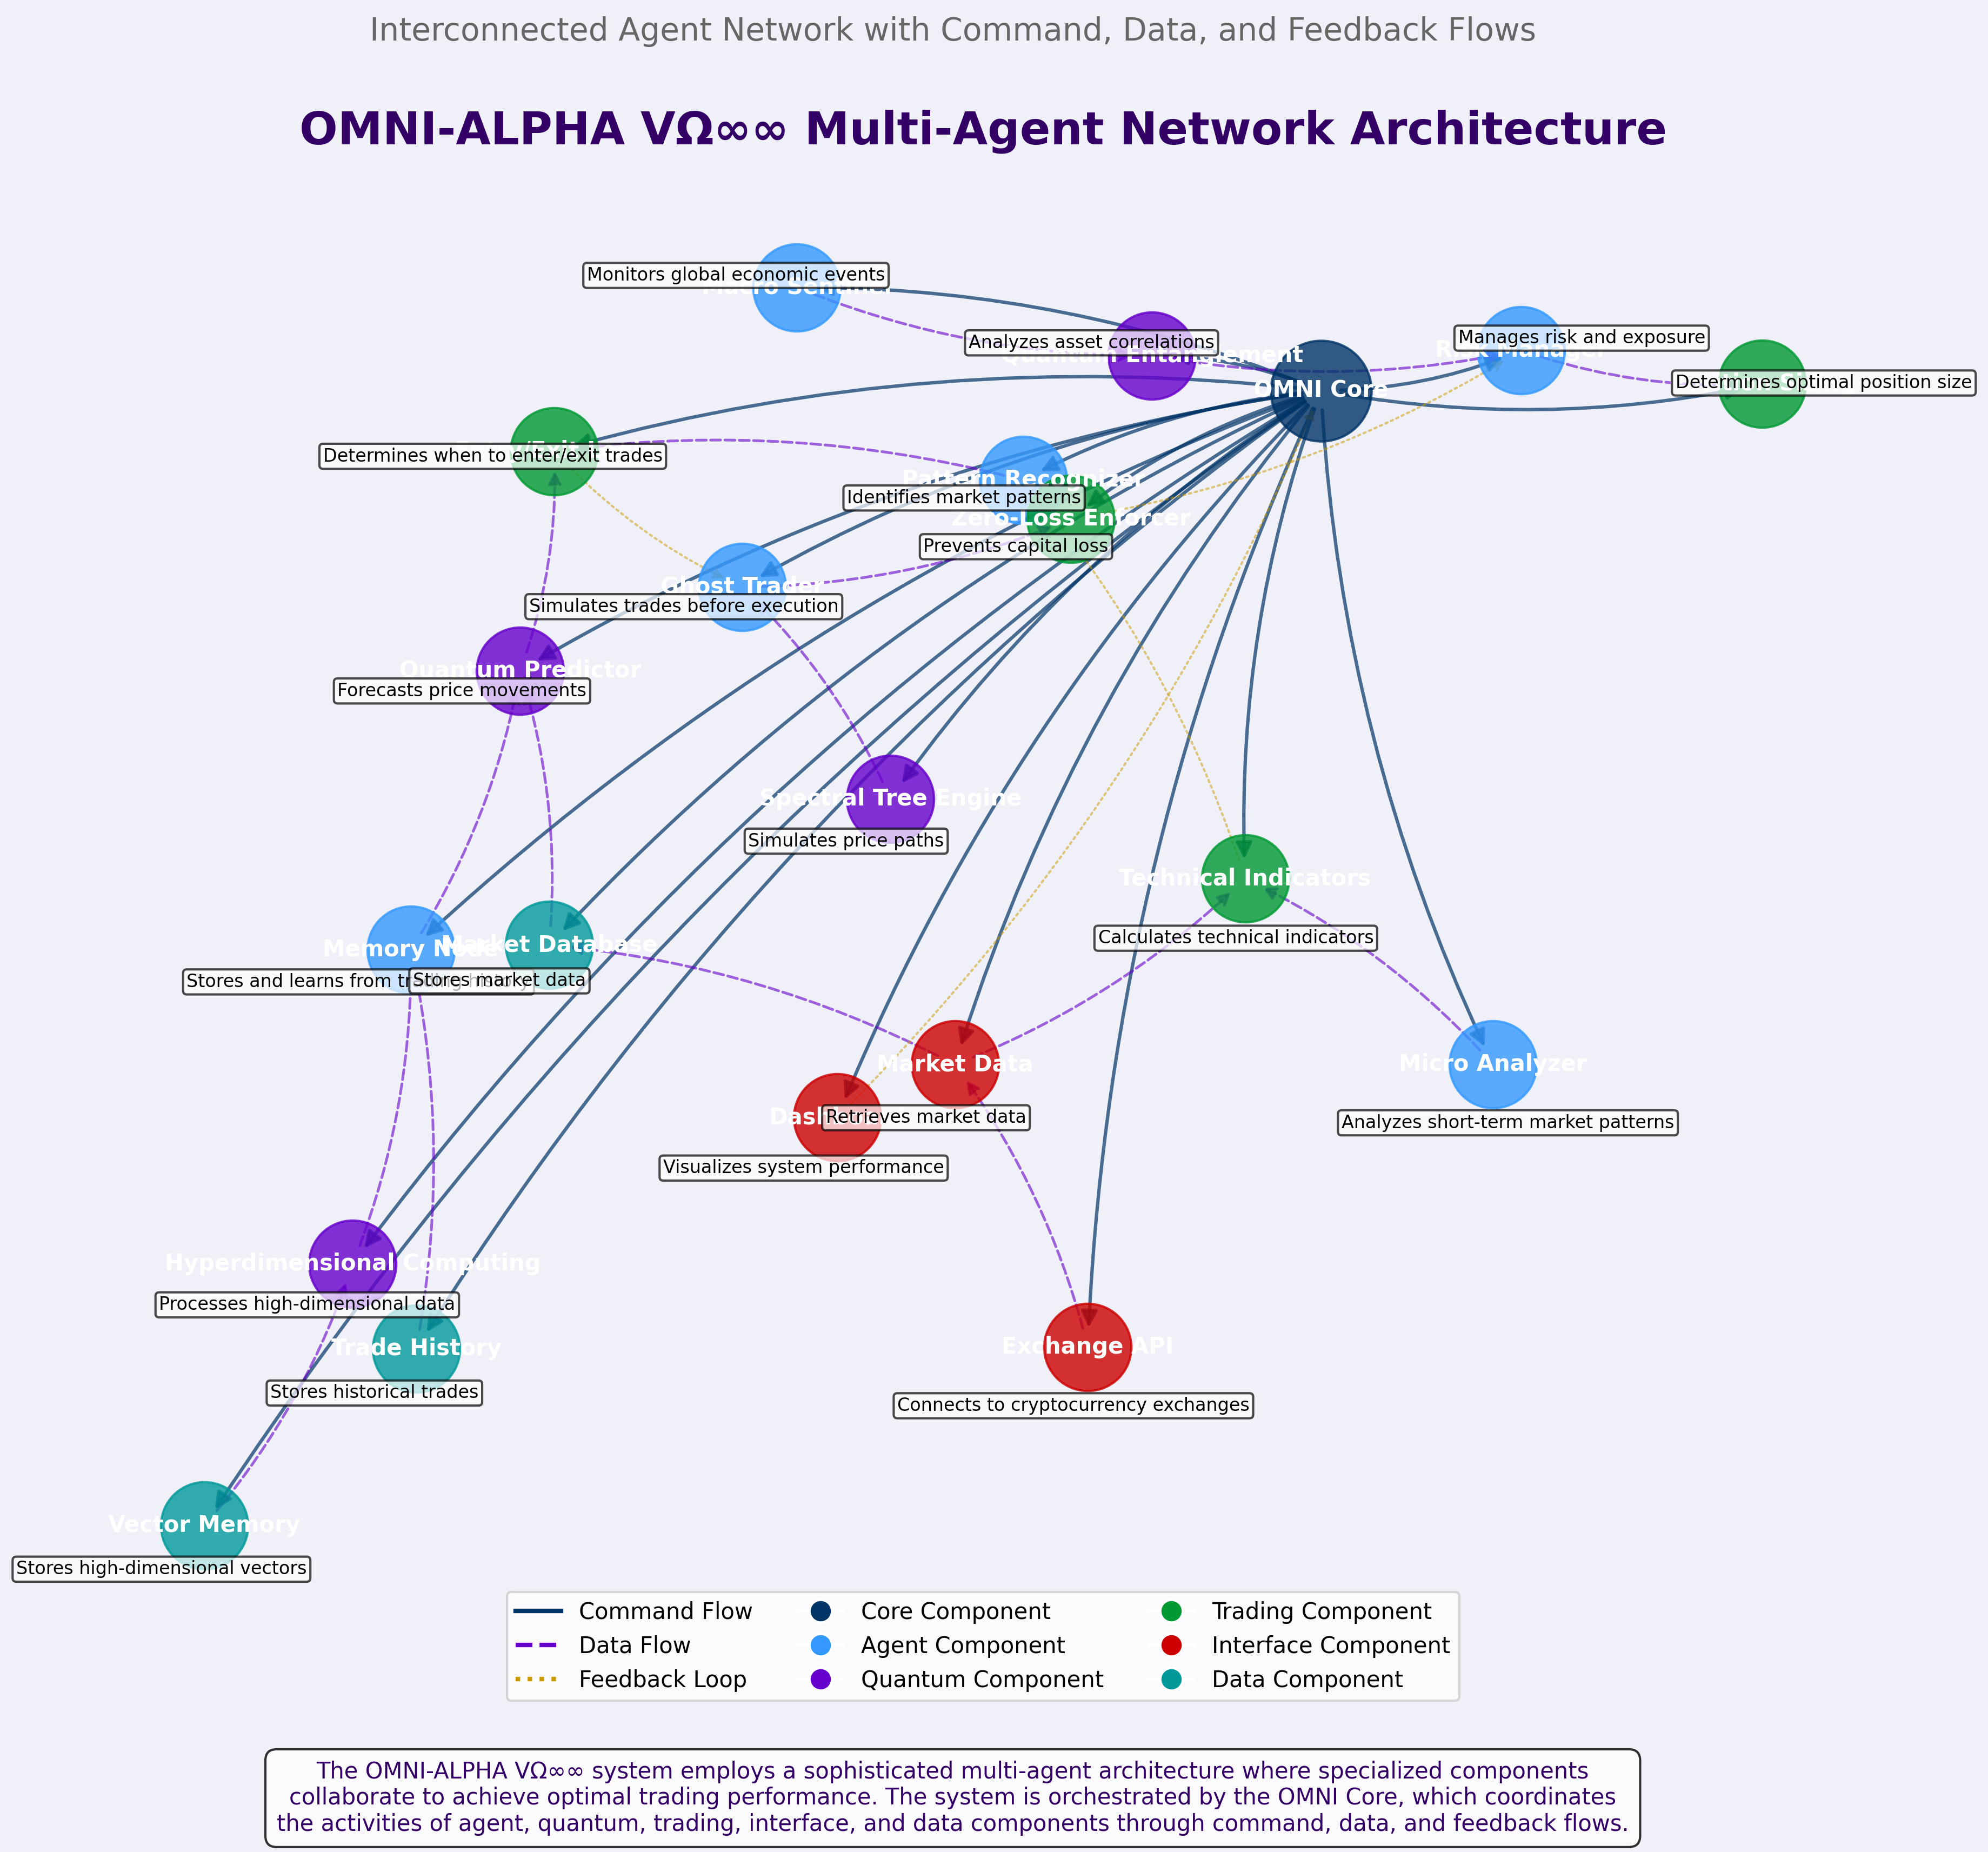 Interconnected Agent Network with Command, Data, and Feedback Flows
OMNI-ALPHA VΩ∞∞ Multi-Agent Network Architecture
Monitors global economic events
Quantum Entanglement
Analyzes asset correlations
OMNI Core
Risk Manager
Manages risk and exposure
Determines optimal position size
Determines when to enter/exit trades
Pattern Recognizer
Identifies market patterns
Zero-Loss Enforcer
Prevents capital loss
Ghost Trader
Simulates trades before execution
Quantum Predictor
Forecasts price movements
Spectral Tree Engine
Simulates price paths
Technical Indicators
Calculates technical indicators
Memory Node
Stores and learns from trading history
Market Database
Stores market data
Market Data
Retrieves market data
Visualizes system performance
Micro Analyzer
Analyzes short-term market patterns
Hyperdimensional Computing
Processes high-dimensional data
Trade History
Stores historical trades
Exchange API
Connects to cryptocurrency exchanges
Vector Memory
Stores high-dimensional vectors
Command Flow
Data Flow
Feedback Loop
Core Component
Agent Component
Quantum Component
Trading Component
Interface Component
Data Component
The OMNI-ALPHA VΩ∞∞ system employs a sophisticated multi-agent architecture where specialized components
collaborate to achieve optimal trading performance. The system is orchestrated by the OMNI Core, which coordinates
the activities of agent, quantum, trading, interface, and data components through command, data, and feedback flows.